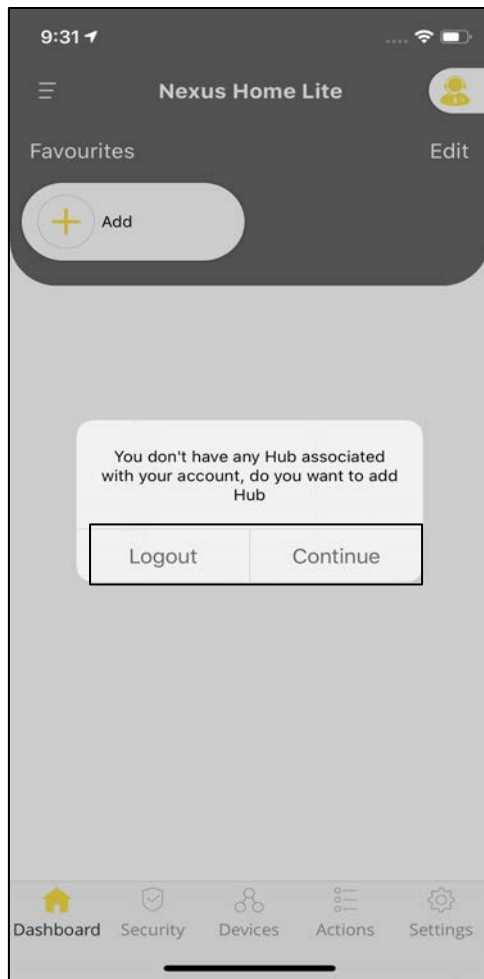 9:31
Nexus Home Lite
Favourites Edit
Add
You don't have any Hub associated
with your account, do you want to add
Hub
Logout Continue
Dashboard Security Devices Actions Settings